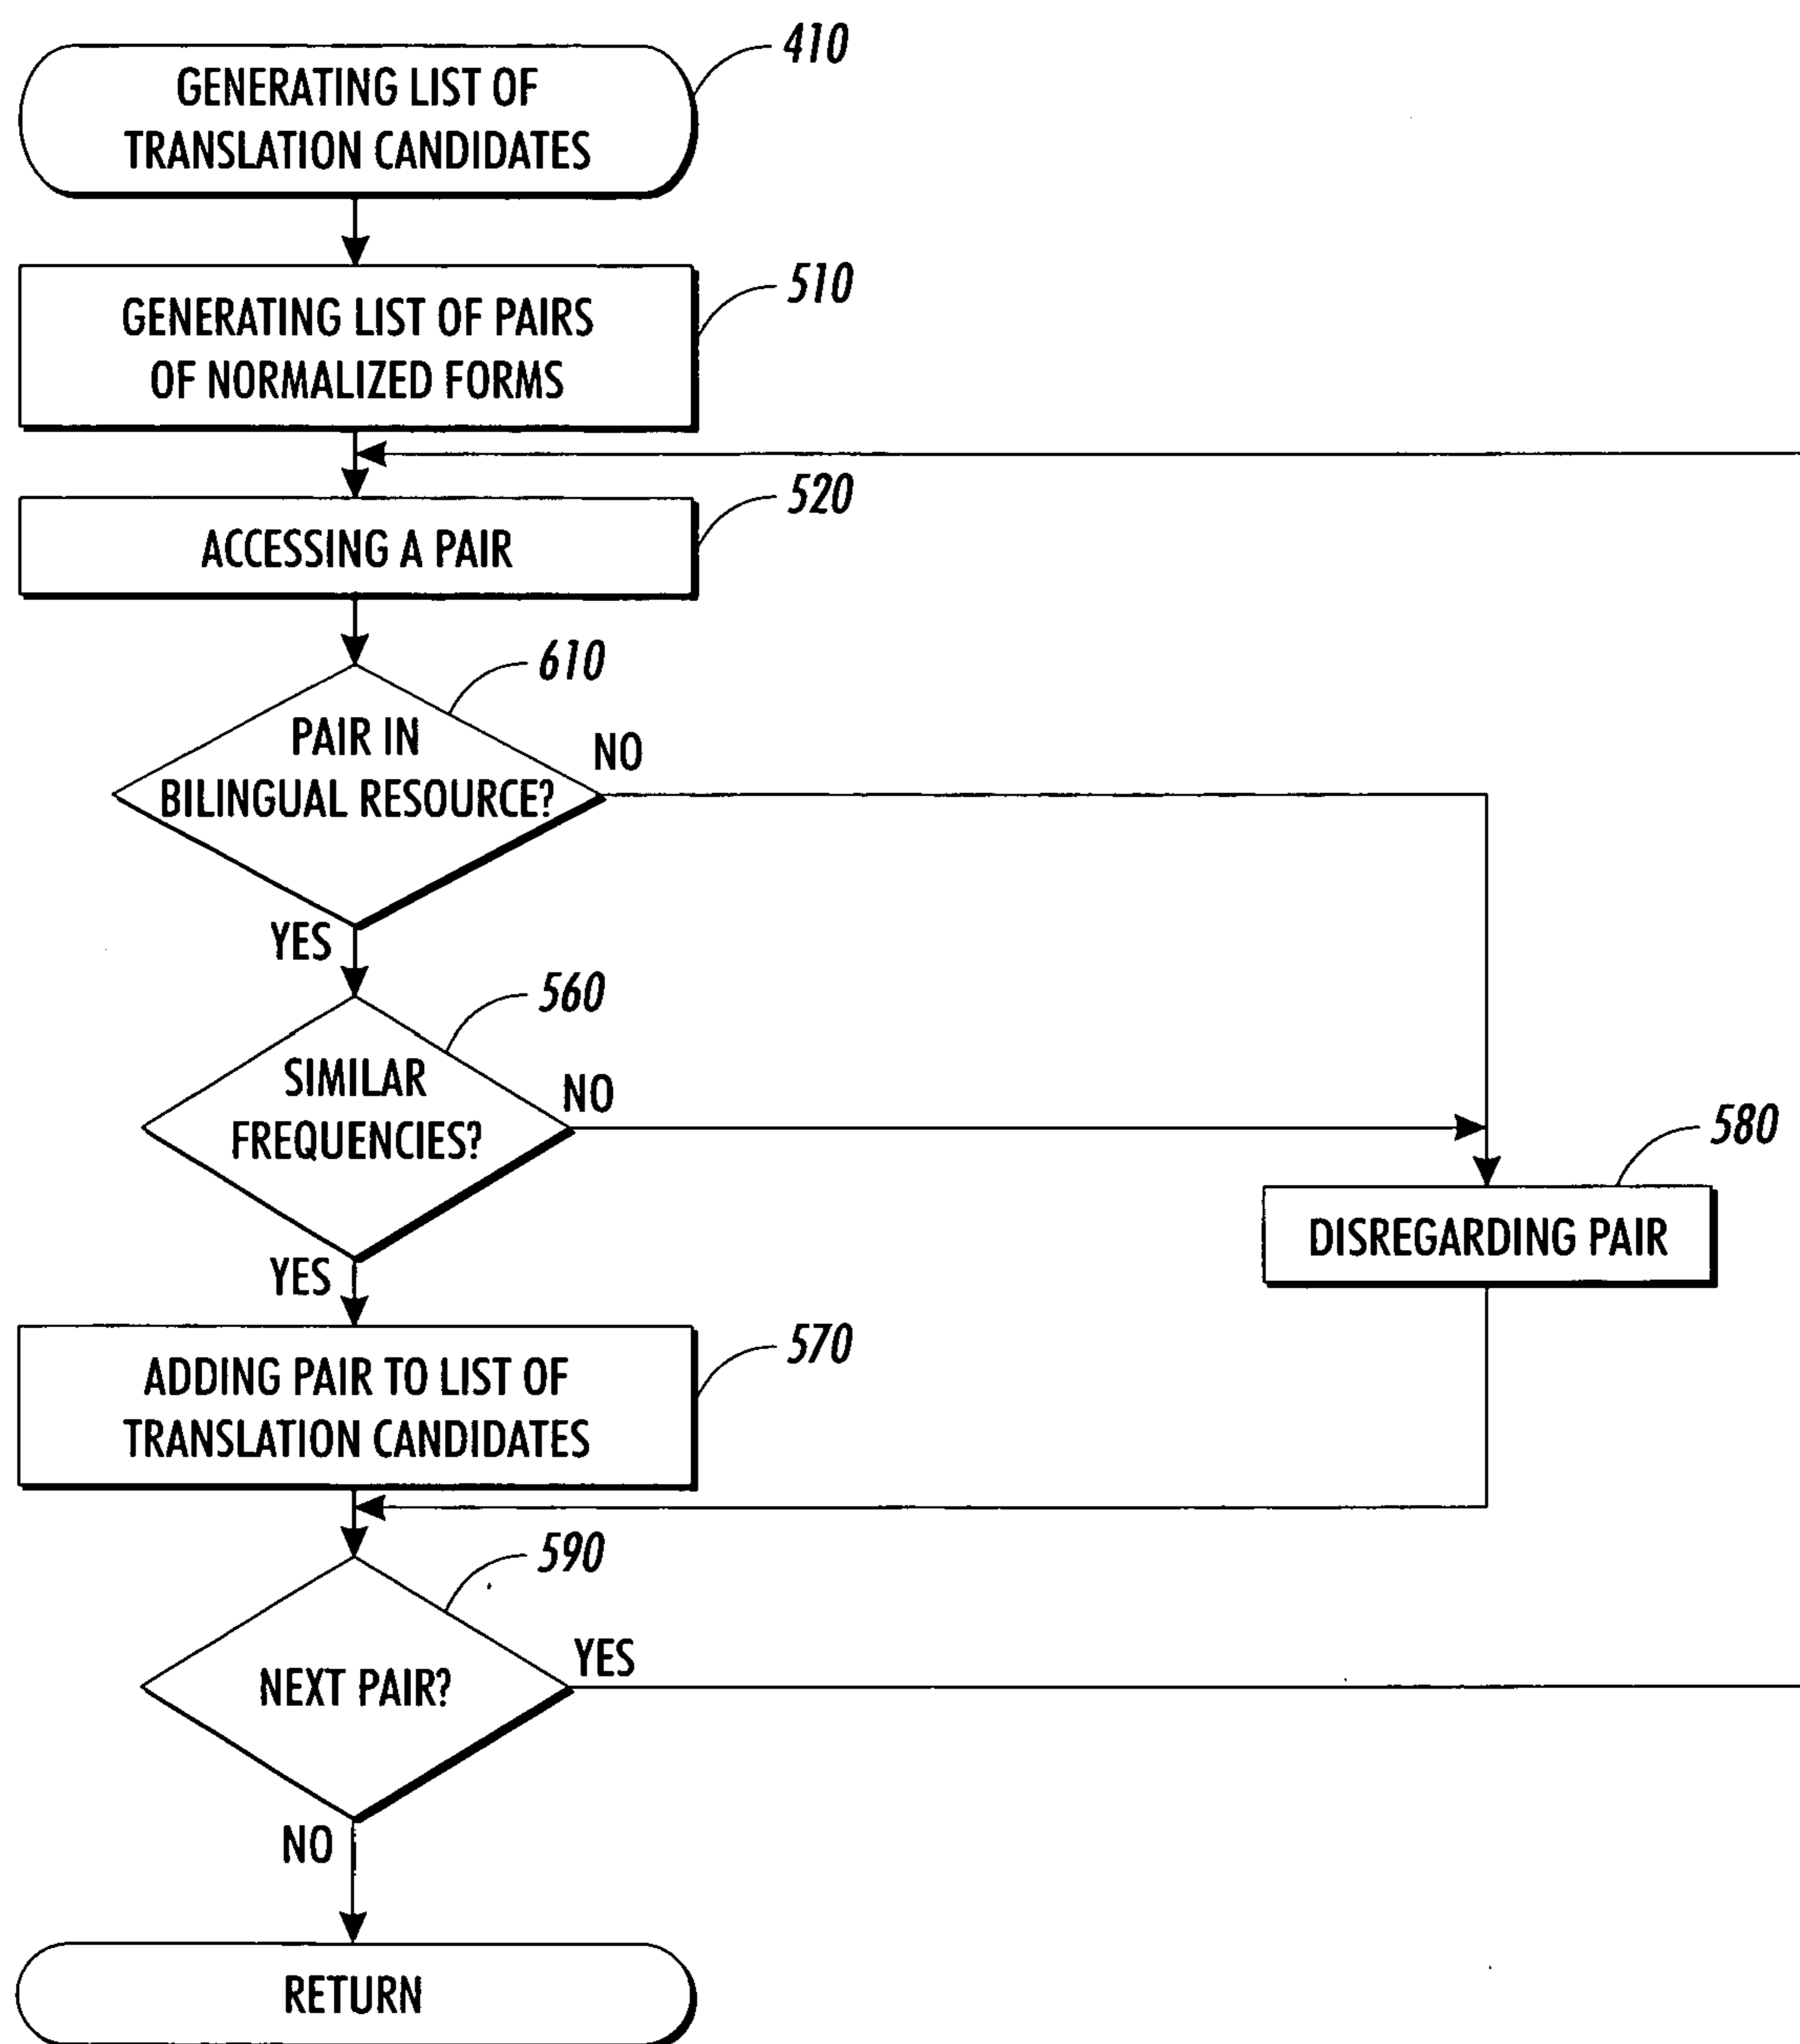 410
GENERATING LIST OF
TRANSLATION CANDIDATES
510
GENERATING LIST OF PAIRS
OF NORMALIZED FORMS
520
ACCESSING A PAIR
610
PAIR IN
BILINGUAL RESOURCE?
NO
YES
560
SIMILAR
FREQUENCIES?
NO
YES
580
DISREGARDING PAIR
570
ADDING PAIR TO LIST OF
TRANSLATION CANDIDATES
590
NEXT PAIR?
YES
NO
RETURN